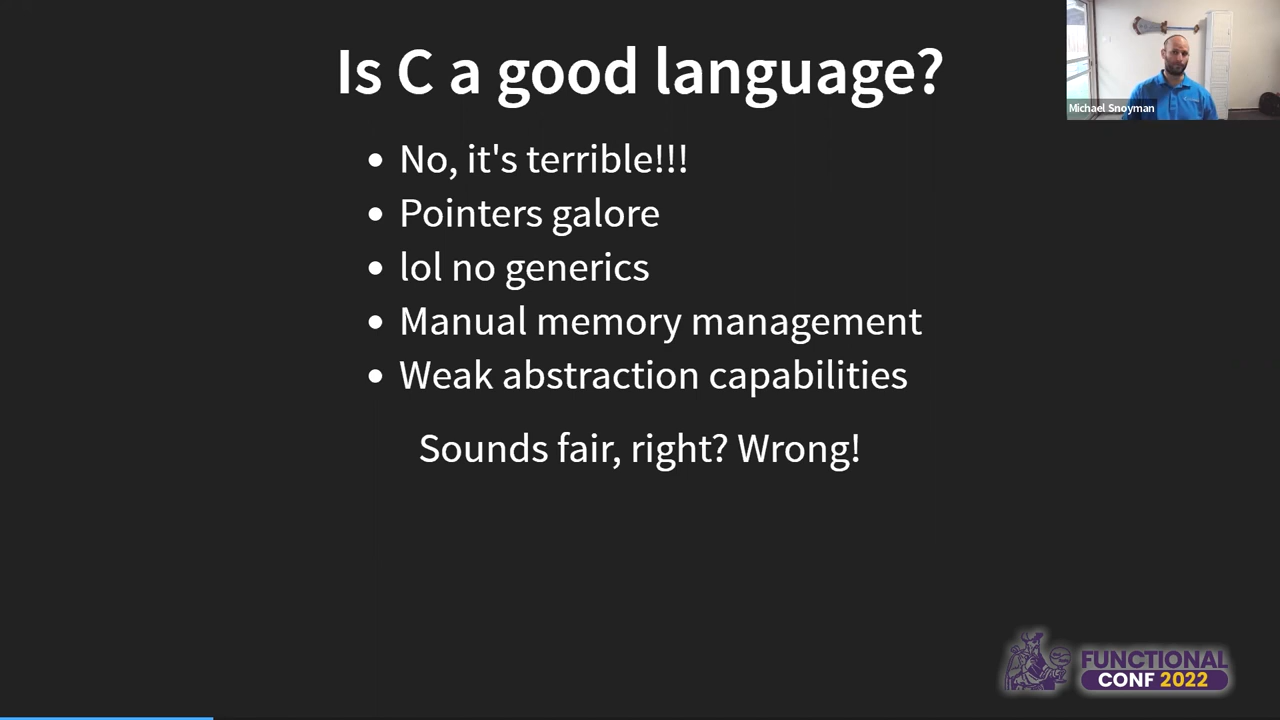 Is C a good language?
Michael Snoyman
No, it's terrible!!!
Pointers galore
lol no generics
Manual memory management
Weak abstraction capabilities
Sounds fair, right? Wrong!
FUNCTIONAL
CONF 2022